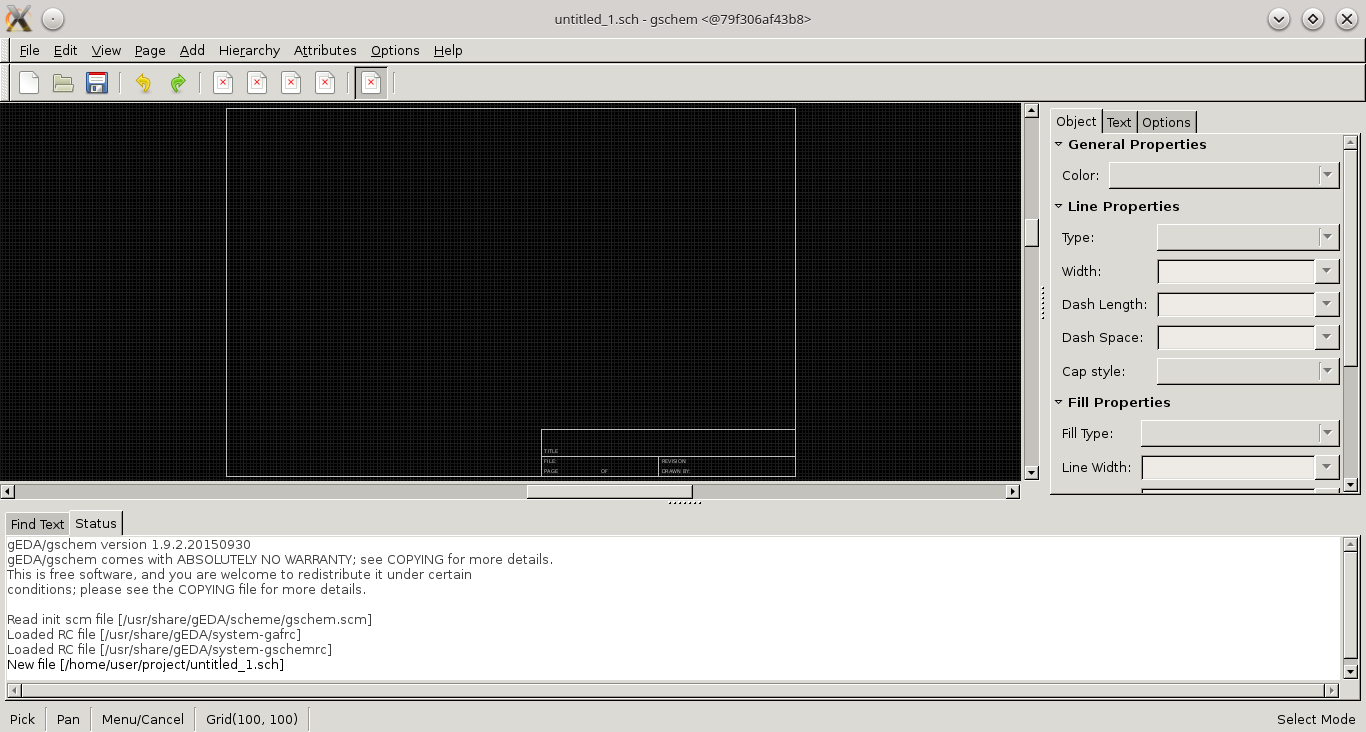 untitled_1.sch - gschem <@79f306af43b8>
File Edit View Page Add Hierarchy Attributes Options Help
Object Text Options
General Properties
Color:
Line Properties
Type:
Width:
Dash Length:
Dash Space:
Cap style:
Fill Properties
Fill Type:
Line Width:
TITLE
FILE:
REVISION:
PAGE
OF
DRAWN BY:
Find Text Status
gEDA/gschem version 1.9.2.20150930
gEDA/gschem comes with ABSOLUTELY NO WARRANTY; see COPYING for more details.
This is free software, and you are welcome to redistribute it under certain
conditions; please see the COPYING file for more details.
Read init scm file [/usr/share/gEDA/scheme/gschem.scm]
Loaded RC file [/usr/share/gEDA/system-gafrc]
Loaded RC file [/usr/share/gEDA/system-gschemrc]
New file [/home/user/project/untitled_1.sch]
Pick Pan Menu/Cancel Grid(100, 100) Select Mode